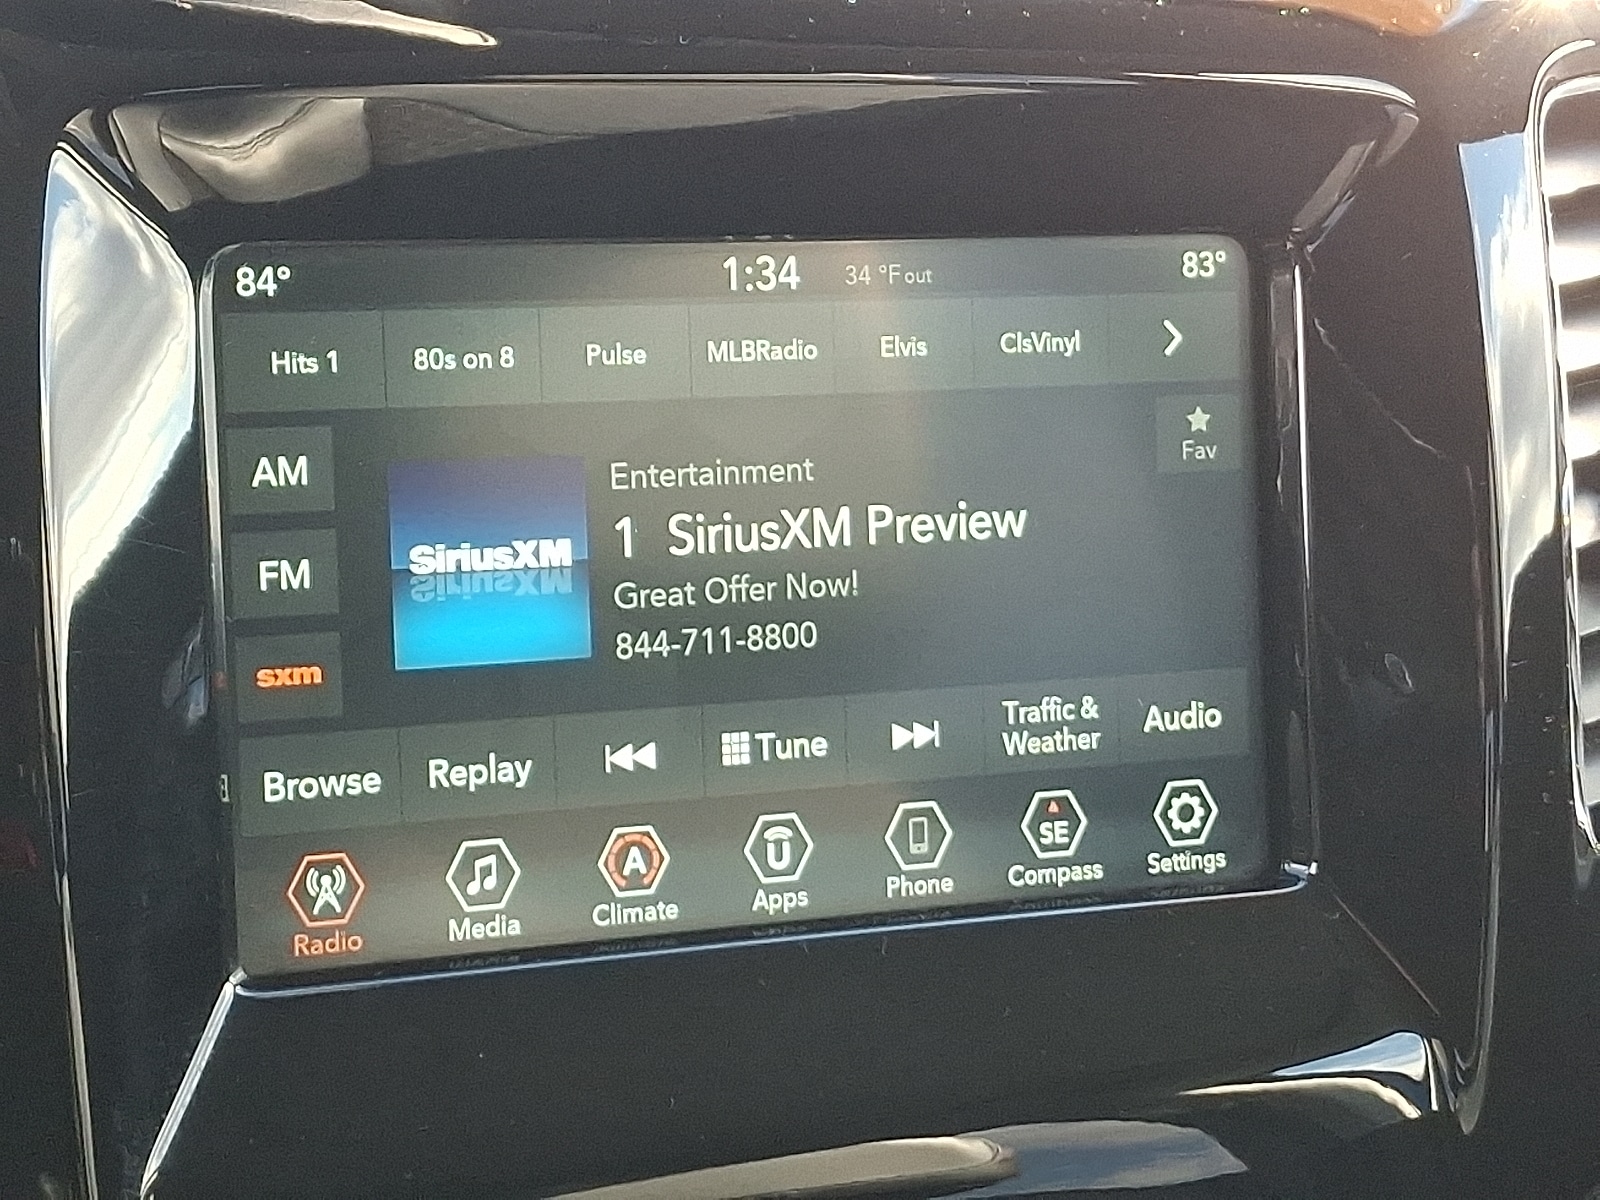 84° 1:34 34 °F out 83°
Hits 1 80s on 8 Pulse MLBRadio Elvis ClsVinyl
Fav
AM
FM
sxm
SiriusXM
Entertainment
1 SiriusXM Preview
Great Offer Now!
844-711-8800
Browse Replay Tune Traffic & Weather Audio
A U SE
Radio Media Climate Apps Phone Compass Settings